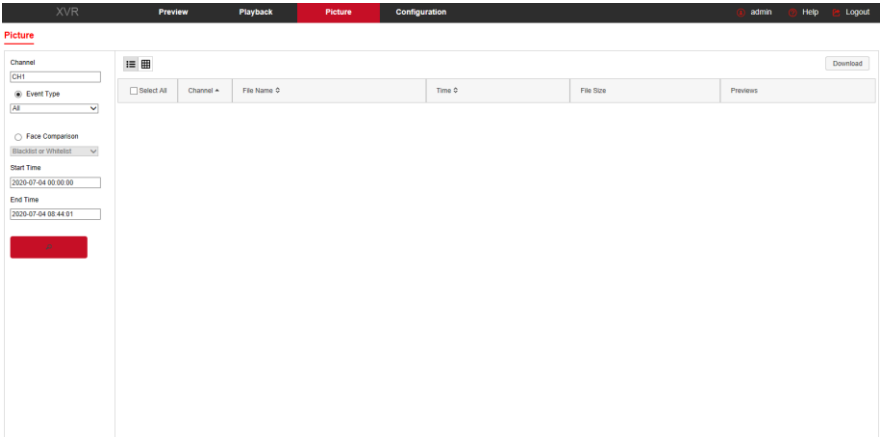 XVR Preview Playback Picture Configuration admin Help Logout
Picture
Channel
CH1
Event Type
All
Face Comparison
Blacklist or Whitelist
Start Time
2020-07-04 00:00:00
End Time
2020-07-04 08:44:01
Download
Select All Channel File Name Time File Size Previews